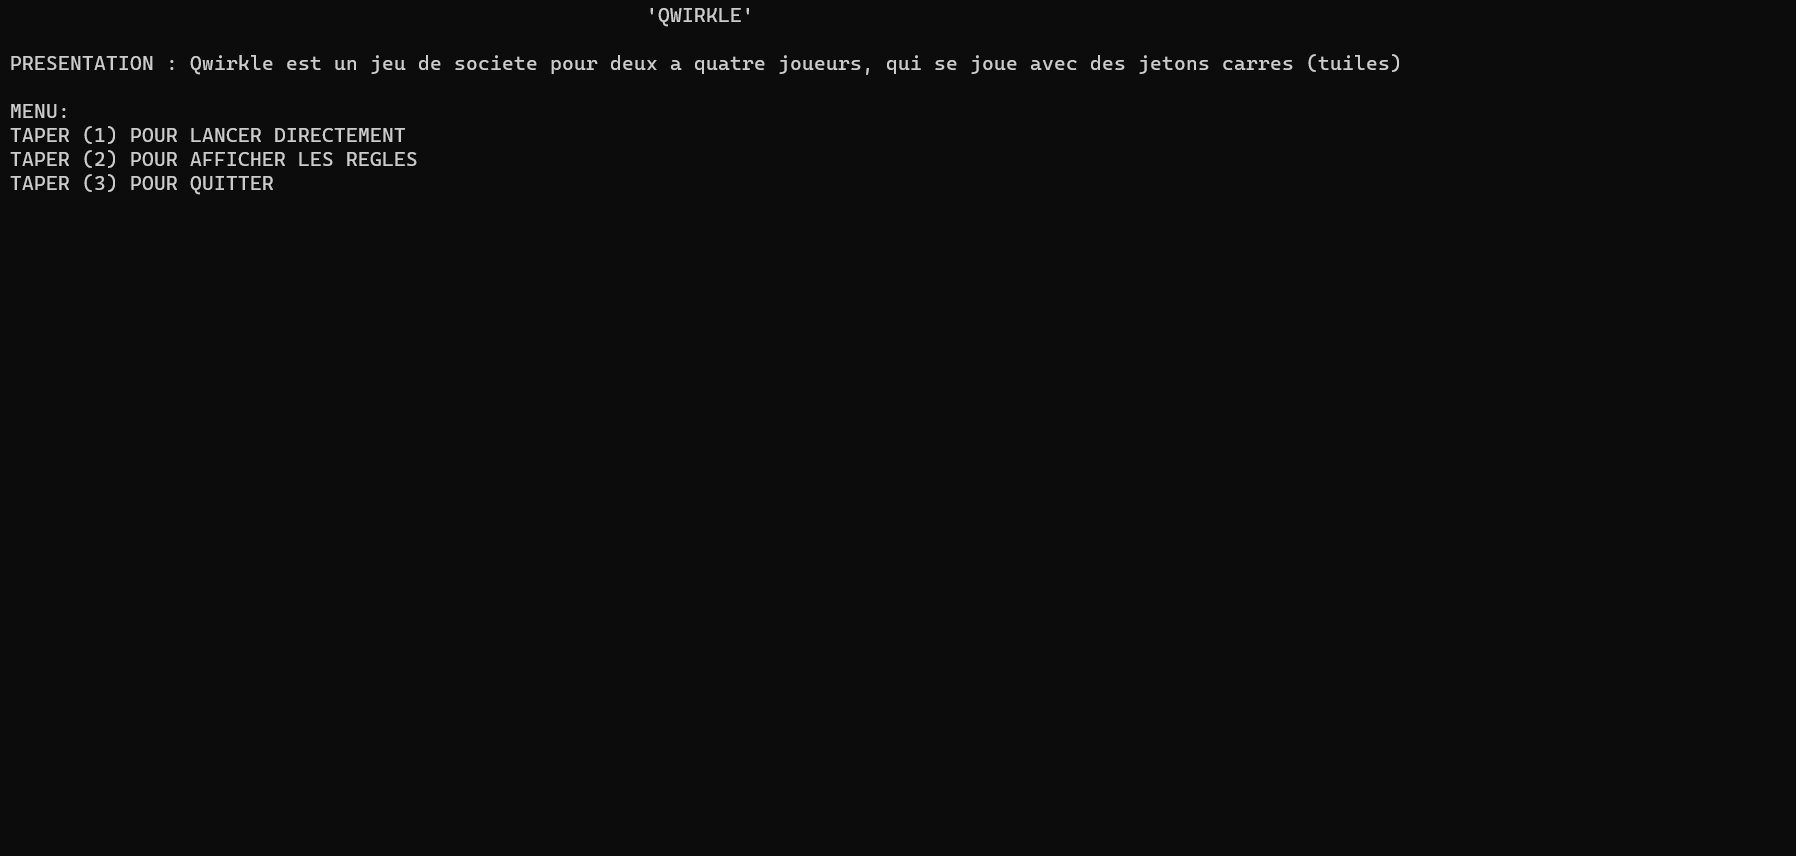 'QWIRKLE'
PRESENTATION : Qwirkle est un jeu de societe pour deux a quatre joueurs, qui se joue avec des jetons carres (tuiles)
MENU:
TAPER (1) POUR LANCER DIRECTEMENT
TAPER (2) POUR AFFICHER LES REGLES
TAPER (3) POUR QUITTER